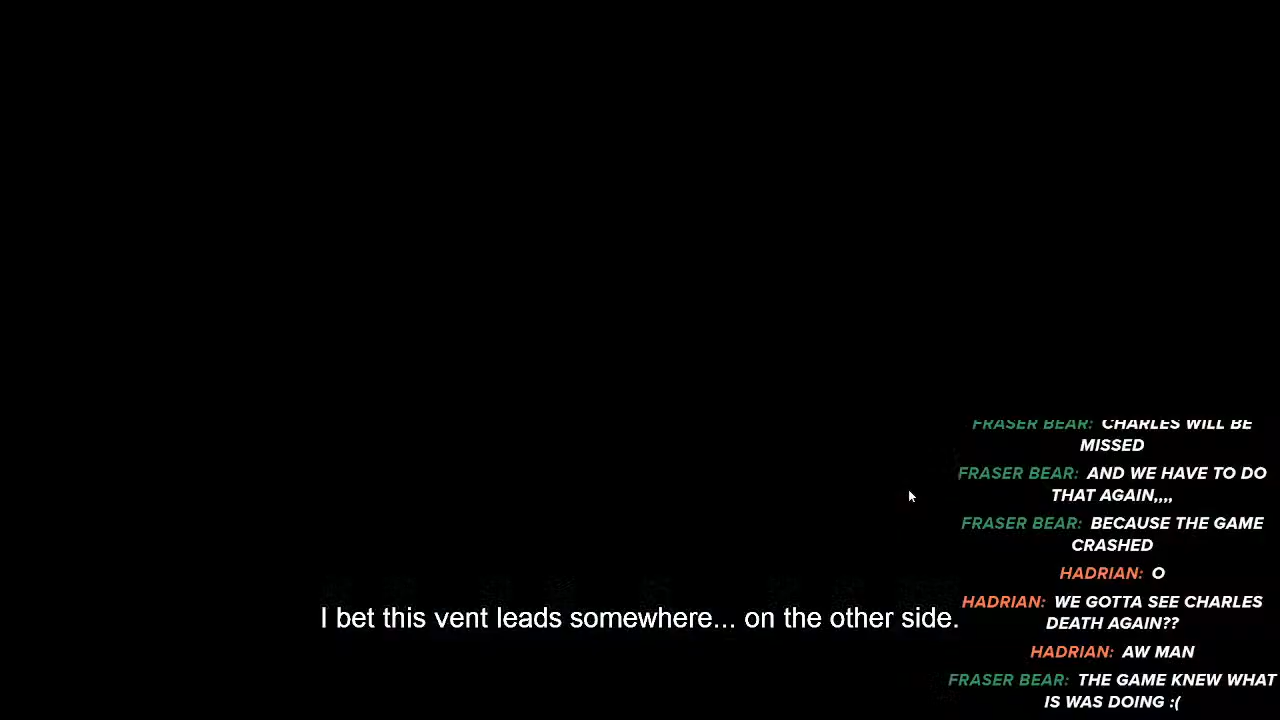 FRASER BEAR: CHARLES WILL BE
MISSED
FRASER BEAR: AND WE HAVE TO DO
THAT AGAIN,,,,
FRASER BEAR: BECAUSE THE GAME
CRASHED
HADRIAN: O
HADRIAN: WE GOTTA SEE CHARLES
DEATH AGAIN??
HADRIAN: AW MAN
FRASER BEAR: THE GAME KNEW WHAT
IS WAS DOING :(
I bet this vent leads somewhere... on the other side.